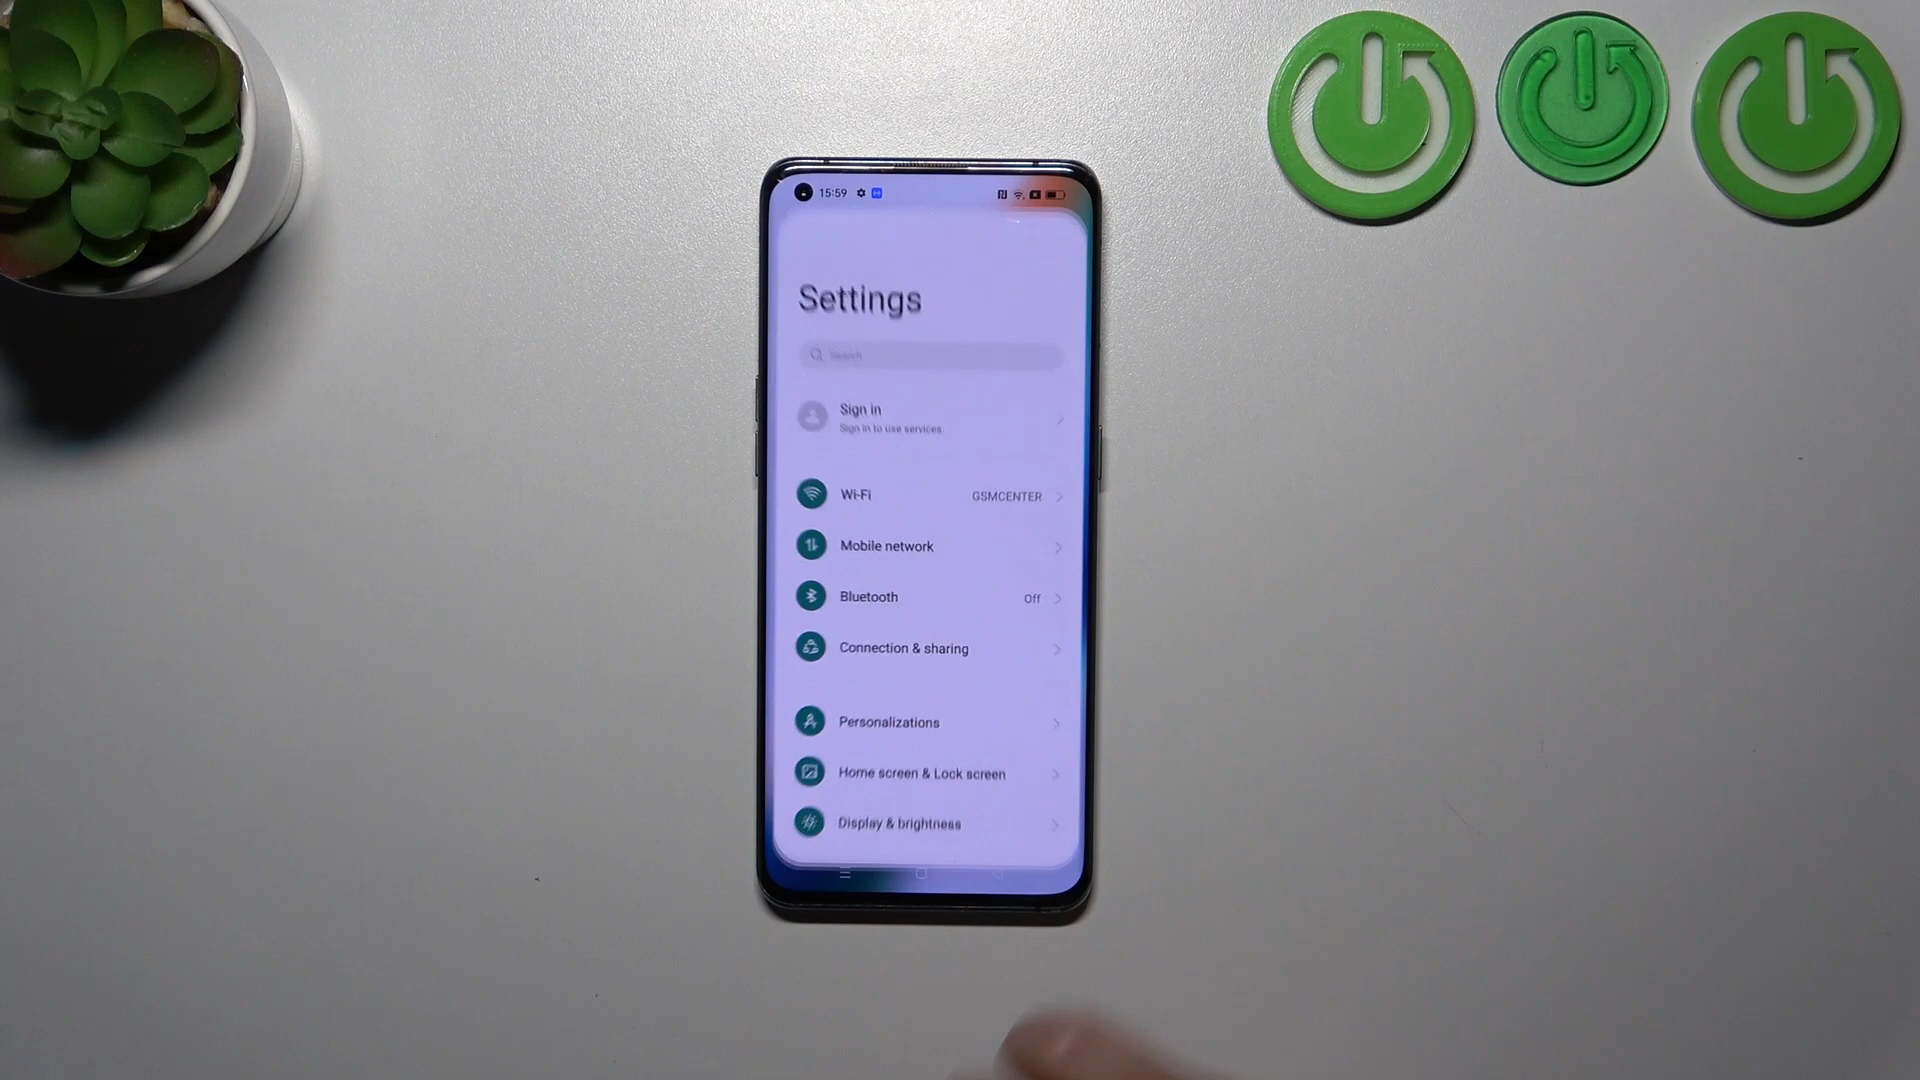 15:59
Settings
Search
Sign in
Sign in to use services
Wi-Fi GSMCENTER
Mobile network
Bluetooth Off
Connection & sharing
Personalizations
Home screen & Lock screen
Display & brightness